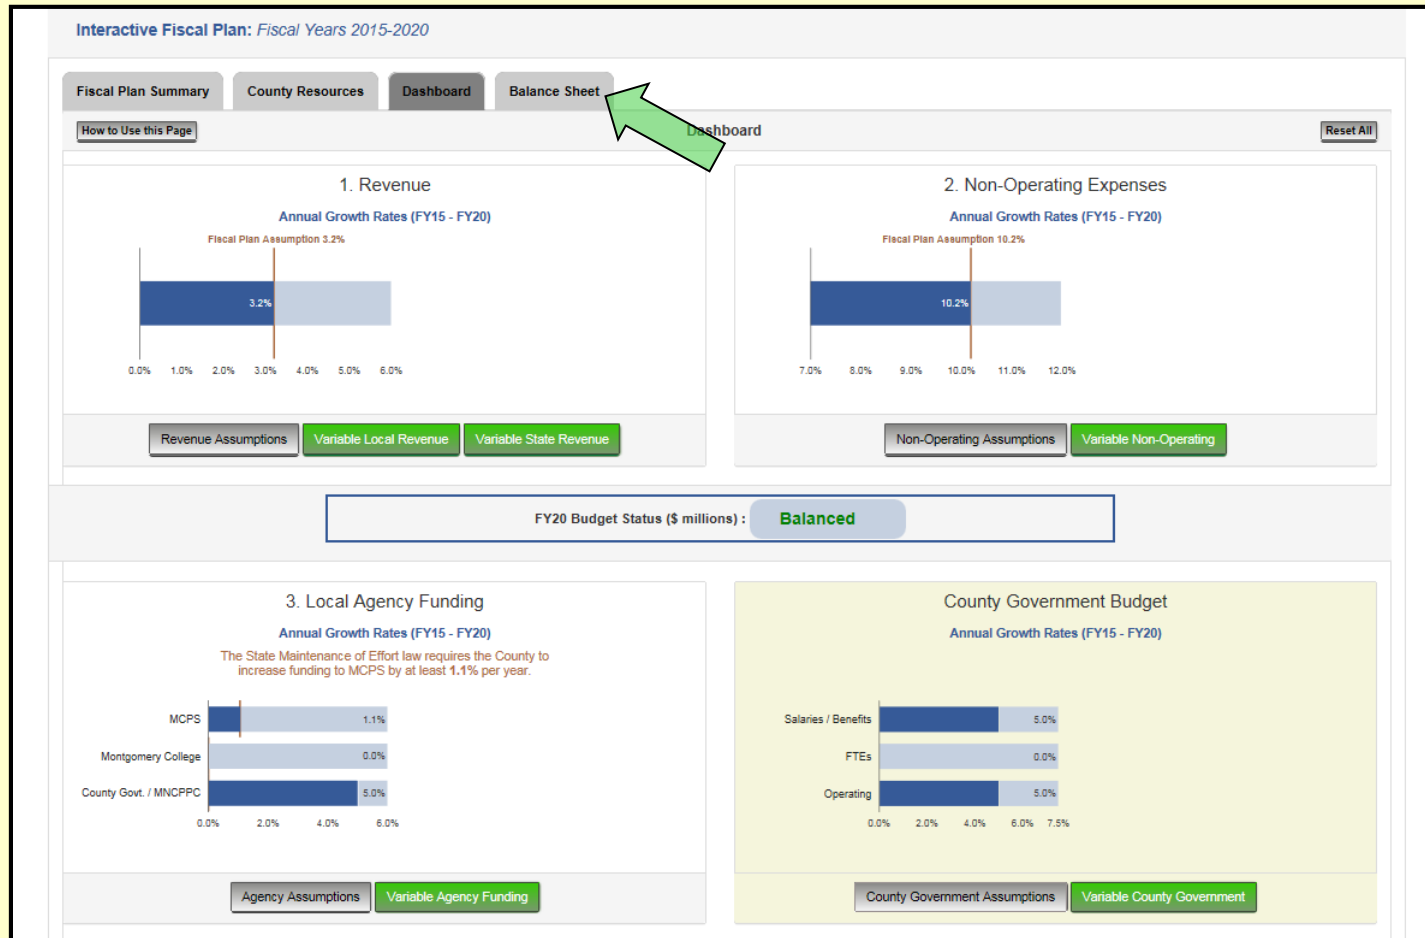 Interactive Fiscal Plan: Fiscal Years 2015-2020
Fiscal Plan Summary
County Resources
Dashboard
Balance Sheet
How to Use this Page
Dashboard
Reset All
1. Revenue
Annual Growth Rates (FY15 - FY20)
Fiscal Plan Assumption 3.2%
3.2%
0.0% 1.0% 2.0% 3.0% 4.0% 5.0% 6.0%
Revenue Assumptions
Variable Local Revenue
Variable State Revenue
2. Non-Operating Expenses
Annual Growth Rates (FY15 - FY20)
Fiscal Plan Assumption 10.2%
10.2%
7.0% 8.0% 9.0% 10.0% 11.0% 12.0%
Non-Operating Assumptions
Variable Non-Operating
FY20 Budget Status ($ millions) : Balanced
3. Local Agency Funding
Annual Growth Rates (FY15 - FY20)
The State Maintenance of Effort law requires the County to
increase funding to MCPS by at least 1.1% per year.
MCPS 1.1%
Montgomery College 0.0%
County Govt. / MNCPPC 5.0%
0.0% 2.0% 4.0% 6.0%
Agency Assumptions
Variable Agency Funding
County Government Budget
Annual Growth Rates (FY15 - FY20)
Salaries / Benefits 5.0%
FTEs 0.0%
Operating 5.0%
0.0% 2.0% 4.0% 6.0% 7.5%
County Government Assumptions
Variable County Government